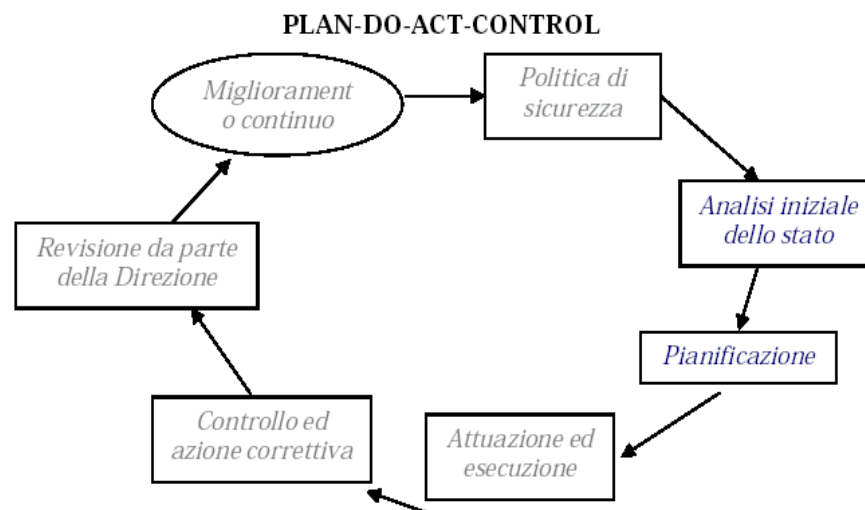 PLAN-DO-ACT-CONTROL
Migliorament
o continuo
Politica di
sicurezza
Analisi iniziale
dello stato
Pianificazione
Attuazione ed
esecuzione
Controllo ed
azione correttiva
Revisione da parte
della Direzione